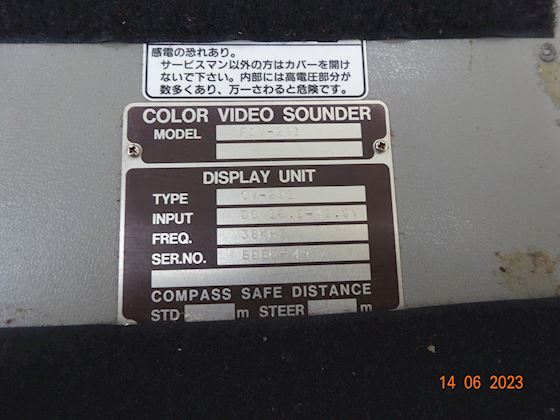 感電の恐れあり。
サービスマン以外の方はカバーを開け
ないで下さい。内部には高電圧部分が
数多くあり、万一さわると危険です。
COLOR VIDEO SOUNDER
MODEL
DISPLAY UNIT
TYPE
INPUT DC
FREQ.
SER.NO.
COMPASS SAFE DISTANCE
STD m STEER m
14 06 2023